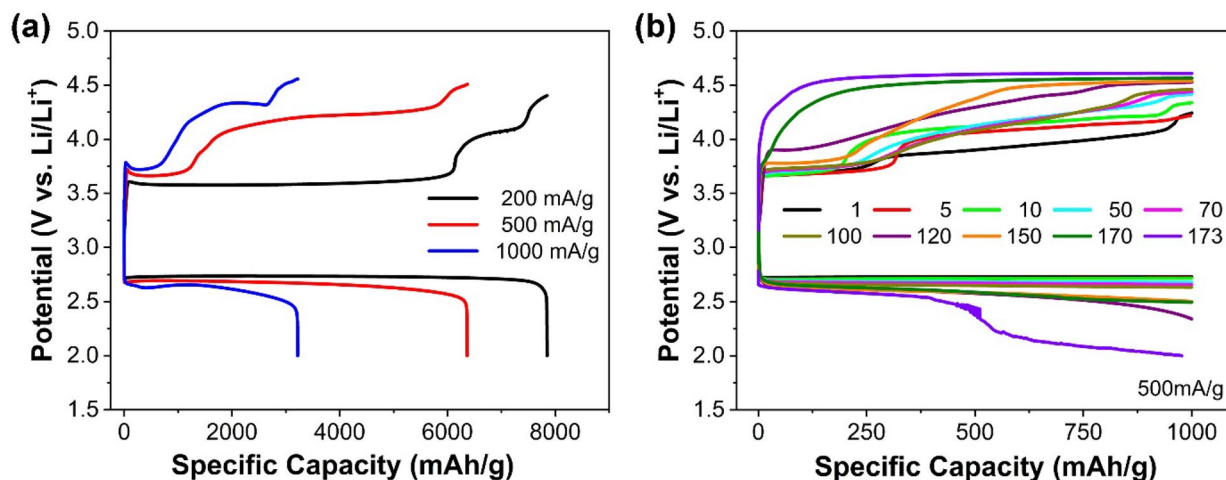 (a)
5.0
4.5
4.0
3.5
3.0
2.5
2.0
1.5
Potential (V vs. Li/Li⁺)
200 mA/g
500 mA/g
1000 mA/g
0 2000 4000 6000 8000
Specific Capacity (mAh/g)
(b)
5.0
4.5
4.0
3.5
3.0
2.5
2.0
1.5
Potential (V vs. Li/Li⁺)
1 5 10 50 70
100 120 150 170 173
500mA/g
0 250 500 750 1000
Specific Capacity (mAh/g)